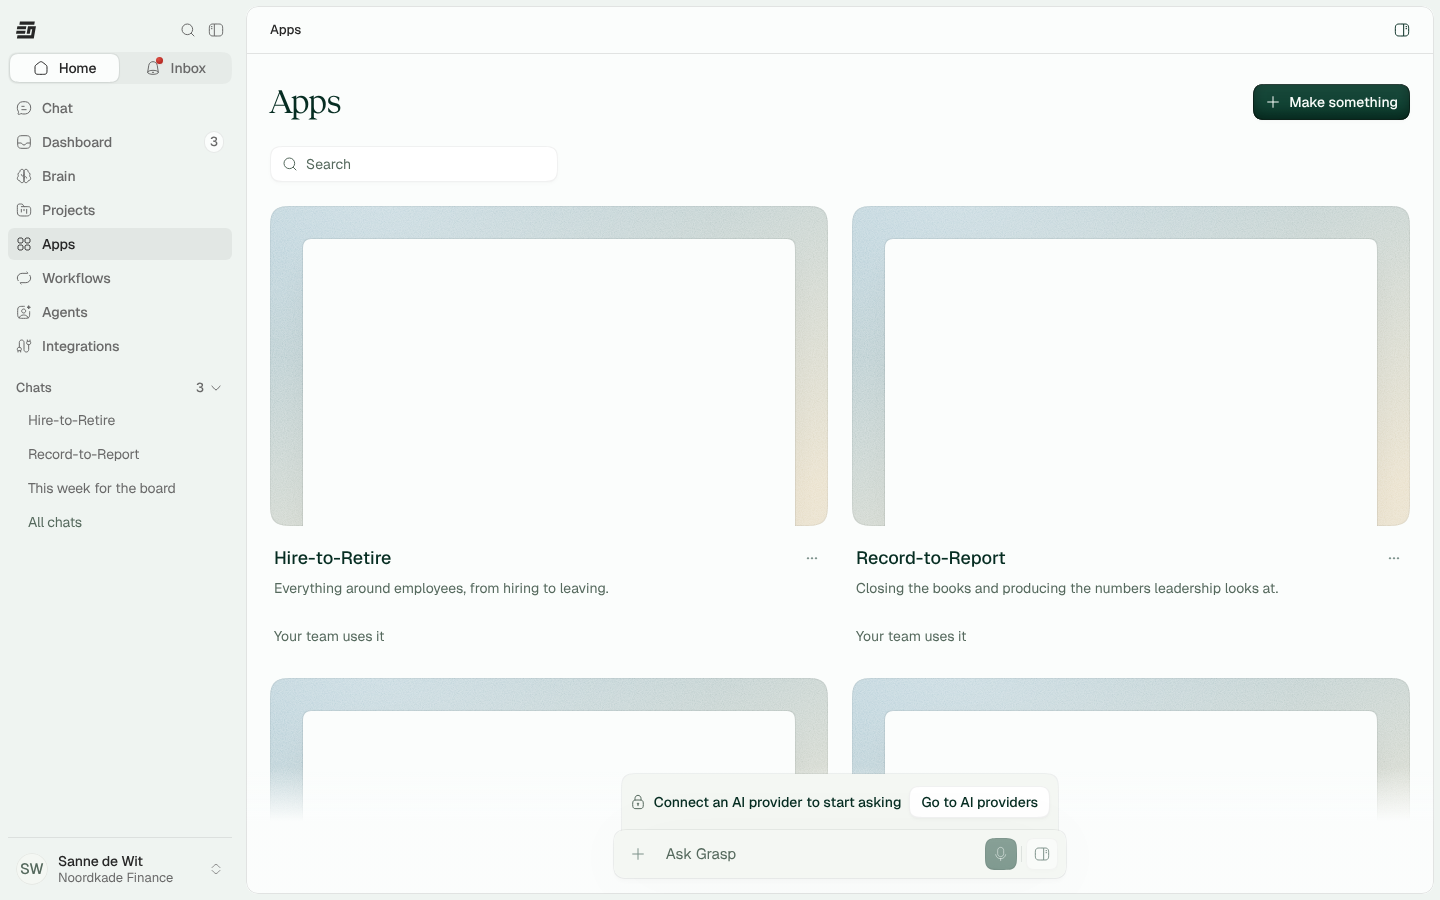 Home
Inbox
Chat
Dashboard 3
Brain
Projects
Apps
Workflows
Agents
Integrations
Chats 3
Hire-to-Retire
Record-to-Report
This week for the board
All chats
SW
Sanne de Wit
Noordkade Finance
Apps
Apps
Make something
Search
Hire-to-Retire
Everything around employees, from hiring to leaving.
Your team uses it
Record-to-Report
Closing the books and producing the numbers leadership looks at.
Your team uses it
Connect an AI provider to start asking
Go to AI providers
Ask Grasp